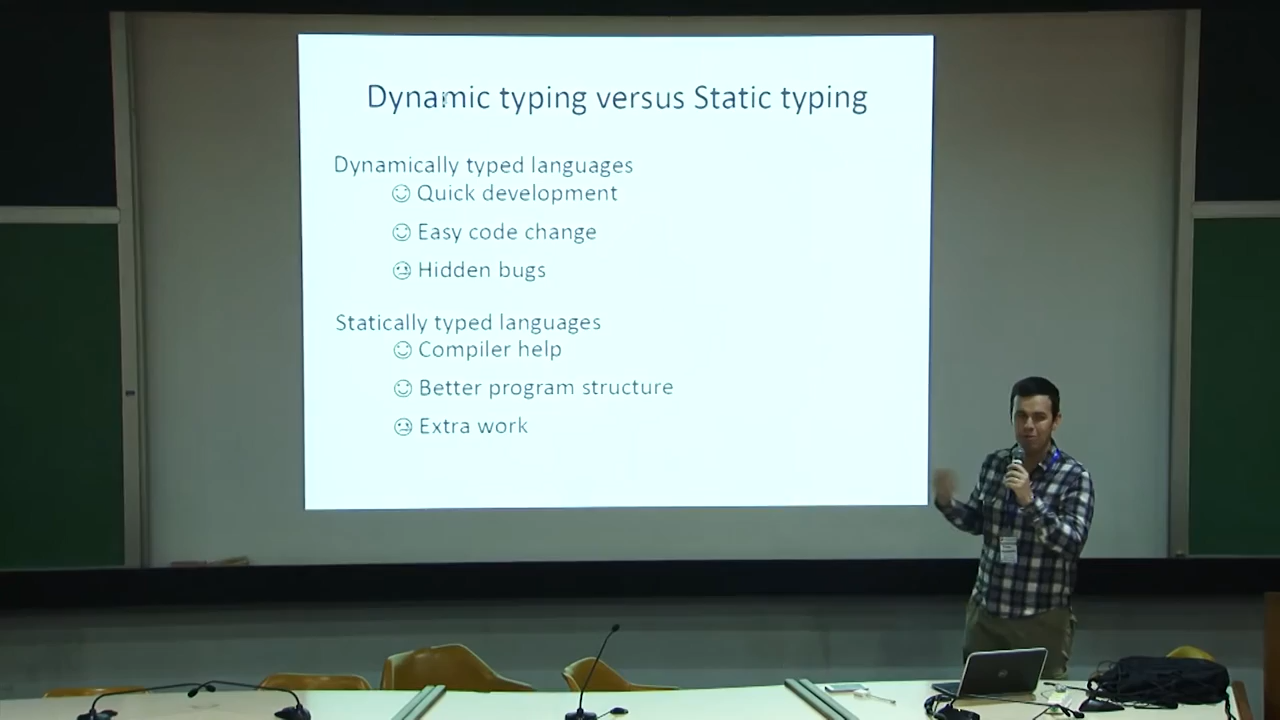 Dynamic typing versus Static typing
Dynamically typed languages
☺ Quick development
☺ Easy code change
😐 Hidden bugs
Statically typed languages
☺ Compiler help
☺ Better program structure
😐 Extra work